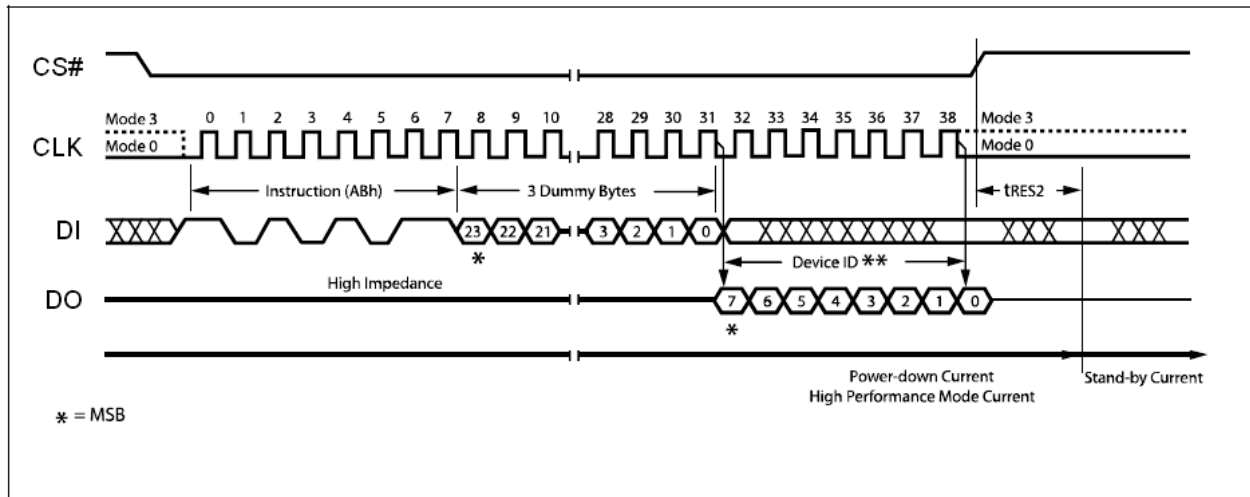 CS#
Mode 3
0 1 2 3 4 5 6 7 8 9 10 28 29 30 31 32 33 34 35 36 37 38
Mode 3
CLK
Mode 0
Mode 0
Instruction (ABh)
3 Dummy Bytes
tRES2
DI
23 22 21 3 2 1 0
*
Device ID **
High Impedance
DO
7 6 5 4 3 2 1 0
*
Power-down Current
High Performance Mode Current
Stand-by Current
* = MSB